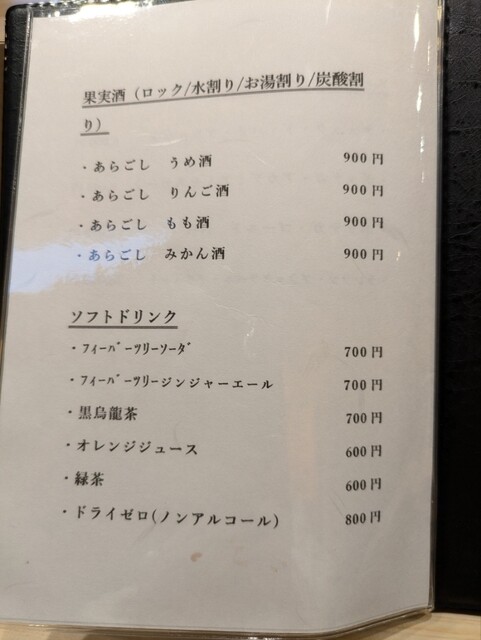 果実酒（ロック/水割り/お湯割り/炭酸割
り）
・あらごし　うめ酒　900円
・あらごし　りんご酒　900円
・あらごし　もも酒　900円
・あらごし　みかん酒　900円
ソフトドリンク
・ﾌｨｰﾊﾞｰﾂﾘｰソーダ　700円
・ﾌｨｰﾊﾞｰツリージンジャーエール　700円
・黒烏龍茶　700円
・オレンジジュース　600円
・緑茶　600円
・ドライゼロ(ノンアルコール)　800円